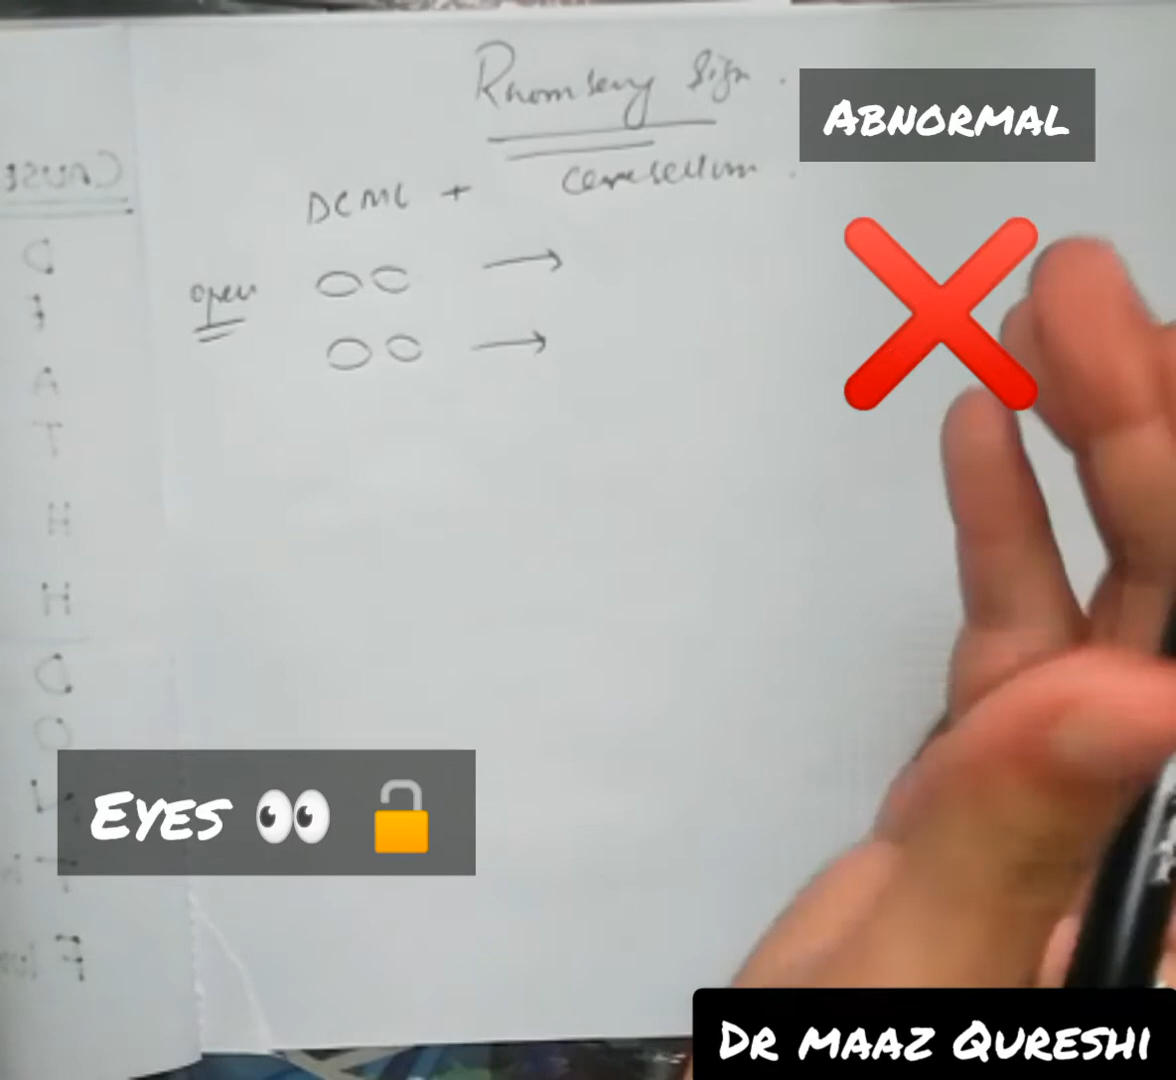 Rhomberg Sign.
ABNORMAL
DCML + Cerebellum.
open
C
A
T
H
H
C
O
EYES 👀 🔓
DR MAAZ QURESHI